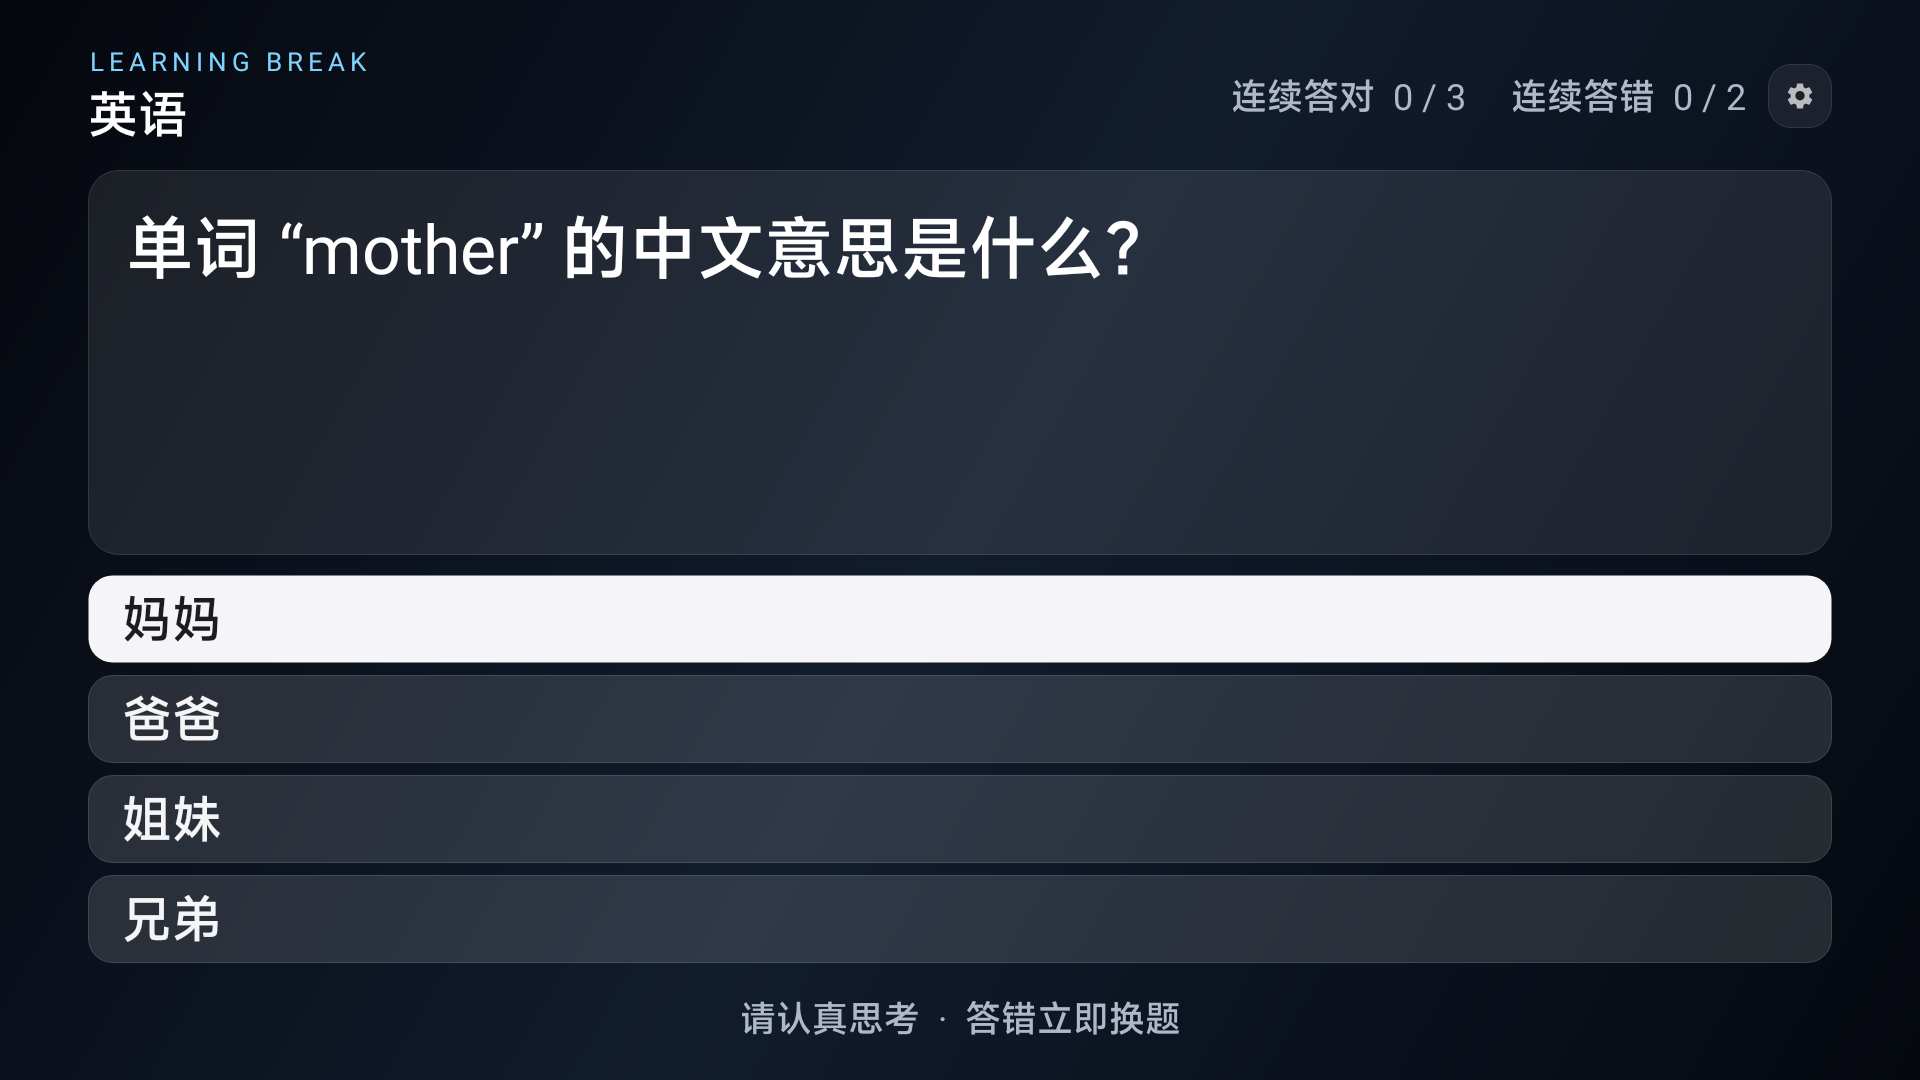 LEARNING BREAK
英语
连续答对 0 / 3 连续答错 0 / 2
单词 “mother” 的中文意思是什么？
妈妈
爸爸
姐妹
兄弟
请认真思考 · 答错立即换题